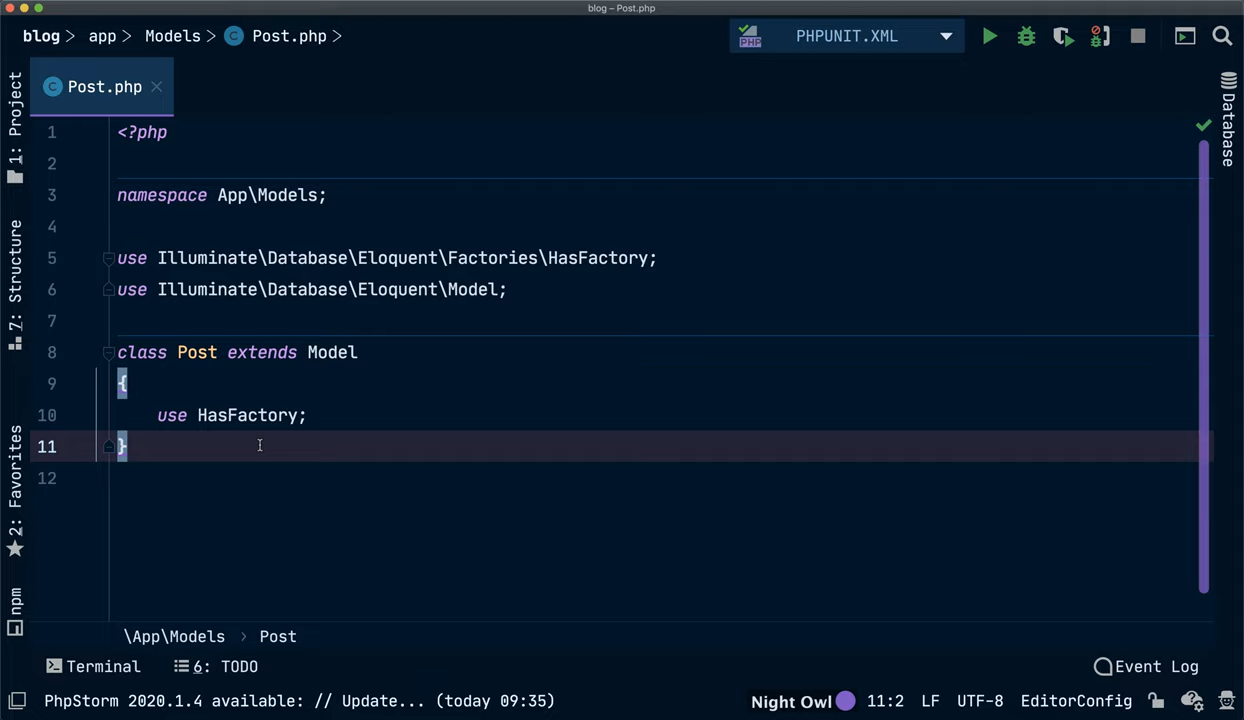 blog – Post.php
blog > app > Models > C Post.php >
PHP PHPUNIT.XML
C Post.php
1: Project
7: Structure
2: Favorites
npm
Database
1 <?php
2
3 namespace App\Models;
4
5 use Illuminate\Database\Eloquent\Factories\HasFactory;
6 use Illuminate\Database\Eloquent\Model;
7
8 class Post extends Model
9 {
10 use HasFactory;
11 }
12
\App\Models › Post
Terminal 6: TODO Event Log
PhpStorm 2020.1.4 available: // Update... (today 09:35) Night Owl 11:2 LF UTF-8 EditorConfig